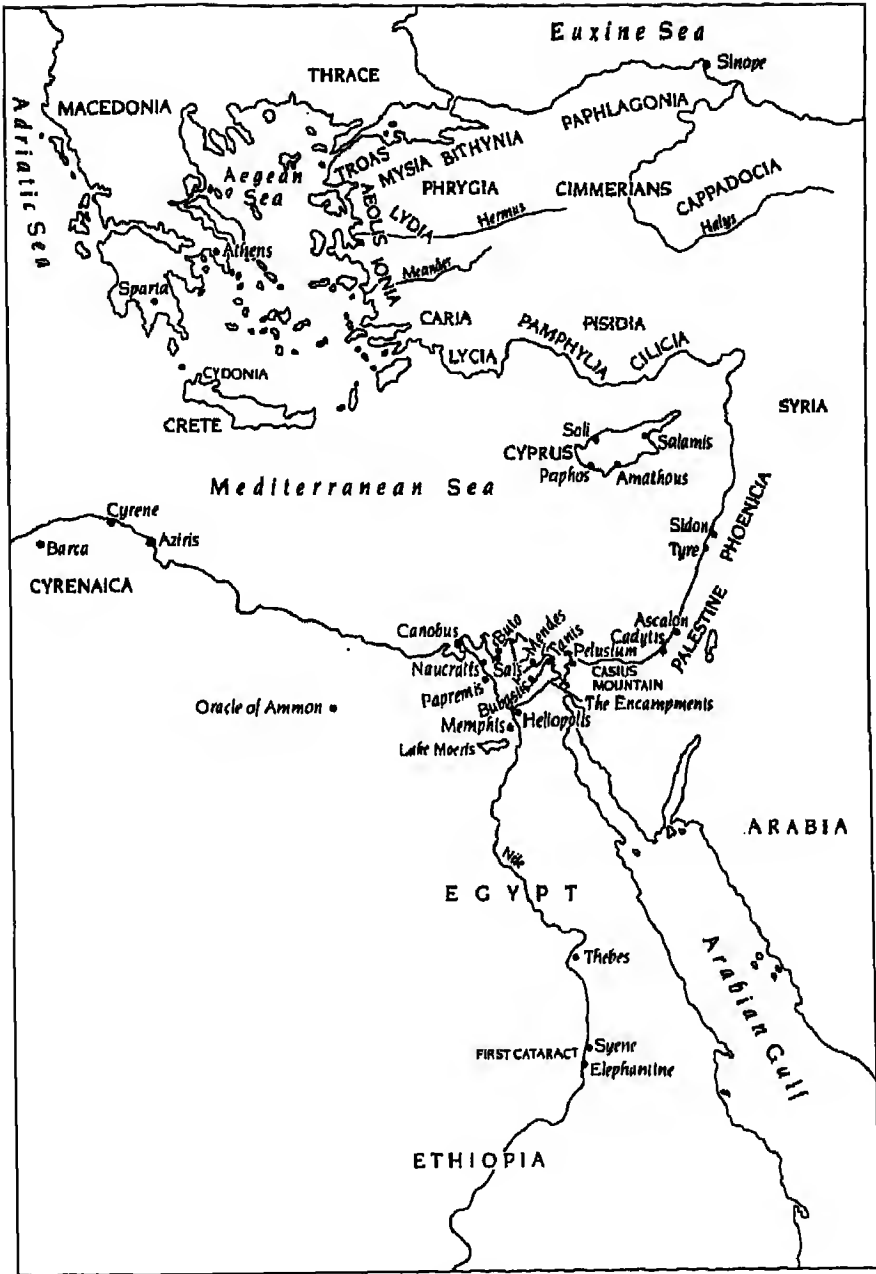 Euxine Sea
Sinope
THRACE
MACEDONIA
PAPHLAGONIA
Adriatic Sea
Aegean
Sea
TROAS
MYSIA
BITHYNIA
PHRYGIA
CIMMERIANS
CAPPADOCIA
AEOLIS
LYDIA
Hermus
Halys
Athens
IONIA
Meander
Sparta
CARIA
PISIDIA
PAMPHYLIA
CILICIA
LYCIA
CYDONIA
CRETE
SYRIA
Soli
Salamis
CYPRUS
Paphos
Amathous
Mediterranean Sea
Cyrene
Barca
Aziris
CYRENAICA
Sidon
Tyre
PHOENICIA
PALESTINE
Ascalon
Cadytis
Canobus
Buto
Mendes
Tanis
Pelusium
Naucratis
Sais
CASIUS
MOUNTAIN
Papremis
Bubastis
The Encampments
Oracle of Ammon
Heliopolis
Memphis
Lake Moeris
ARABIA
Nile
EGYPT
Arabian Gulf
Thebes
FIRST CATARACT
Syene
Elephantine
ETHIOPIA